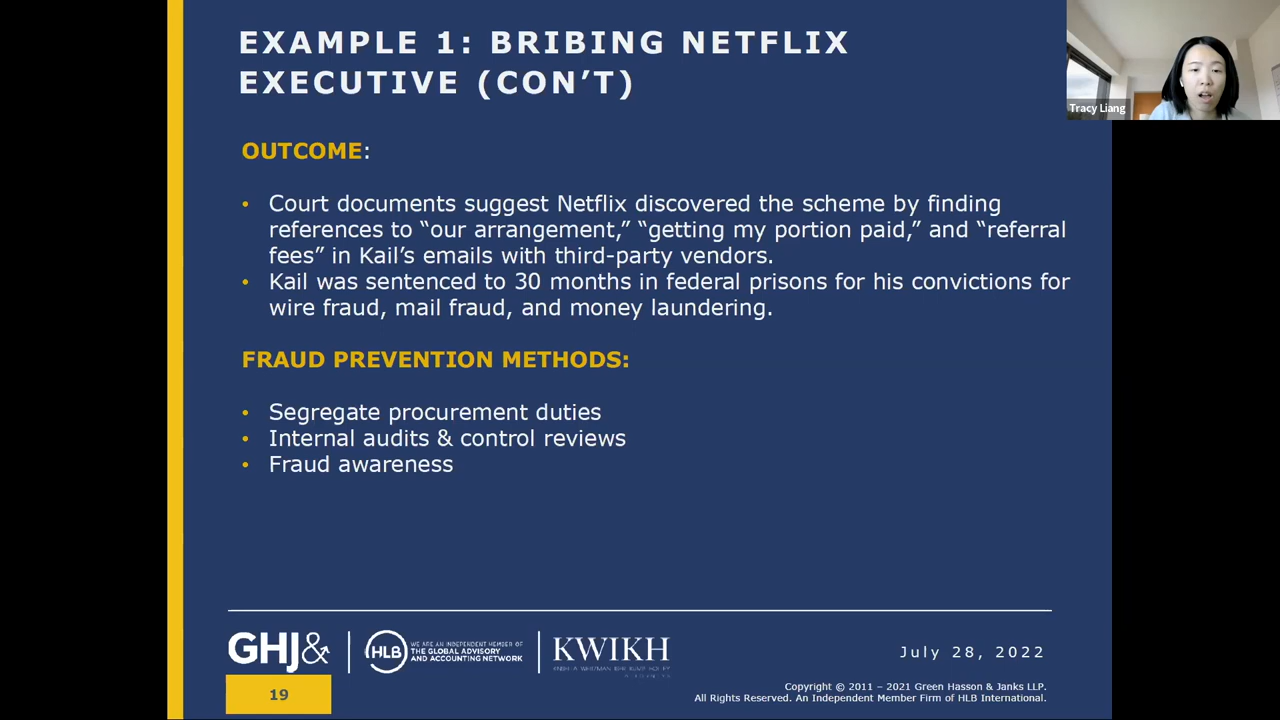 EXAMPLE 1: BRIBING NETFLIX
EXECUTIVE (CON’T)
Tracy Liang
OUTCOME:
• Court documents suggest Netflix discovered the scheme by finding
references to “our arrangement,” “getting my portion paid,” and “referral
fees” in Kail’s emails with third-party vendors.
• Kail was sentenced to 30 months in federal prisons for his convictions for
wire fraud, mail fraud, and money laundering.
FRAUD PREVENTION METHODS:
• Segregate procurement duties
• Internal audits & control reviews
• Fraud awareness
GHJ&
HLB
WE ARE AN INDEPENDENT MEMBER OF
THE GLOBAL ADVISORY
AND ACCOUNTING NETWORK
KWIKH
July 28, 2022
19
Copyright © 2011 – 2021 Green Hasson & Janks LLP.
All Rights Reserved. An Independent Member Firm of HLB International.